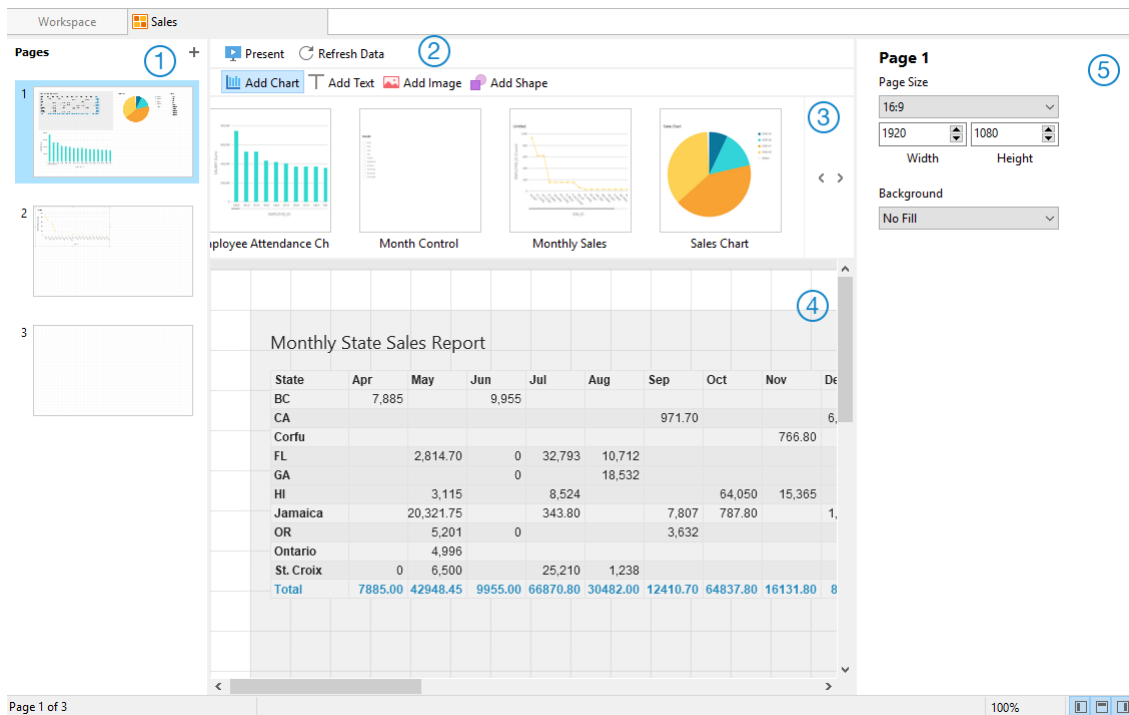 Workspace
Sales
Pages
+
1
2
3
4
5
Present
Refresh Data
Add Chart
Add Text
Add Image
Add Shape
1
2
3
Sales Chart
mployee Attendance Ch
Month Control
Monthly Sales
Sales Chart
Monthly State Sales Report
State Apr May Jun Jul Aug Sep Oct Nov De
BC 7,885 9,955
CA 971.70 6,
Corfu 766.80
FL 2,814.70 0 32,793 10,712
GA 0 18,532
HI 3,115 8,524 64,050 15,365
Jamaica 20,321.75 343.80 7,807 787.80 1,
OR 5,201 0 3,632
Ontario 4,996
St. Croix 0 6,500 25,210 1,238
Total 7885.00 42948.45 9955.00 66870.80 30482.00 12410.70 64837.80 16131.80 8
Page 1
Page Size
16:9
1920 1080
Width Height
Background
No Fill
Page 1 of 3
100%